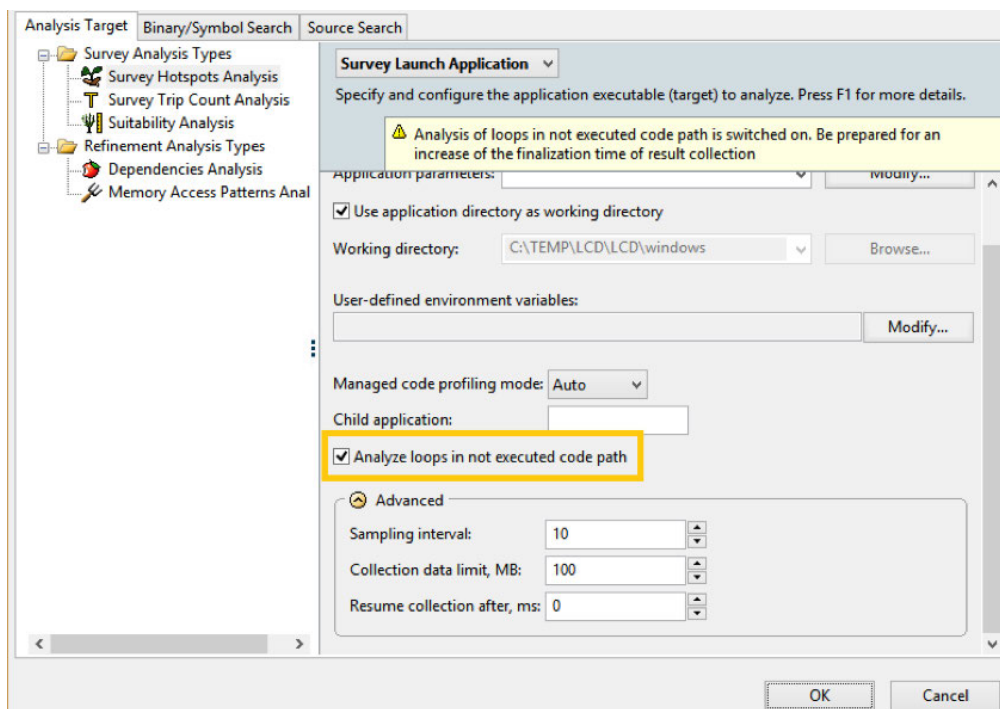 Analysis Target Binary/Symbol Search Source Search
Survey Analysis Types
Survey Hotspots Analysis
Survey Trip Count Analysis
Suitability Analysis
Refinement Analysis Types
Dependencies Analysis
Memory Access Patterns Anal
Survey Launch Application
Specify and configure the application executable (target) to analyze. Press F1 for more details.
Analysis of loops in not executed code path is switched on. Be prepared for an
increase of the finalization time of result collection
Application parameters: Modify...
Use application directory as working directory
Working directory: C:\TEMP\LCD\LCD\windows Browse...
User-defined environment variables:
Modify...
Managed code profiling mode: Auto
Child application:
Analyze loops in not executed code path
Advanced
Sampling interval: 10
Collection data limit, MB: 100
Resume collection after, ms: 0
OK Cancel